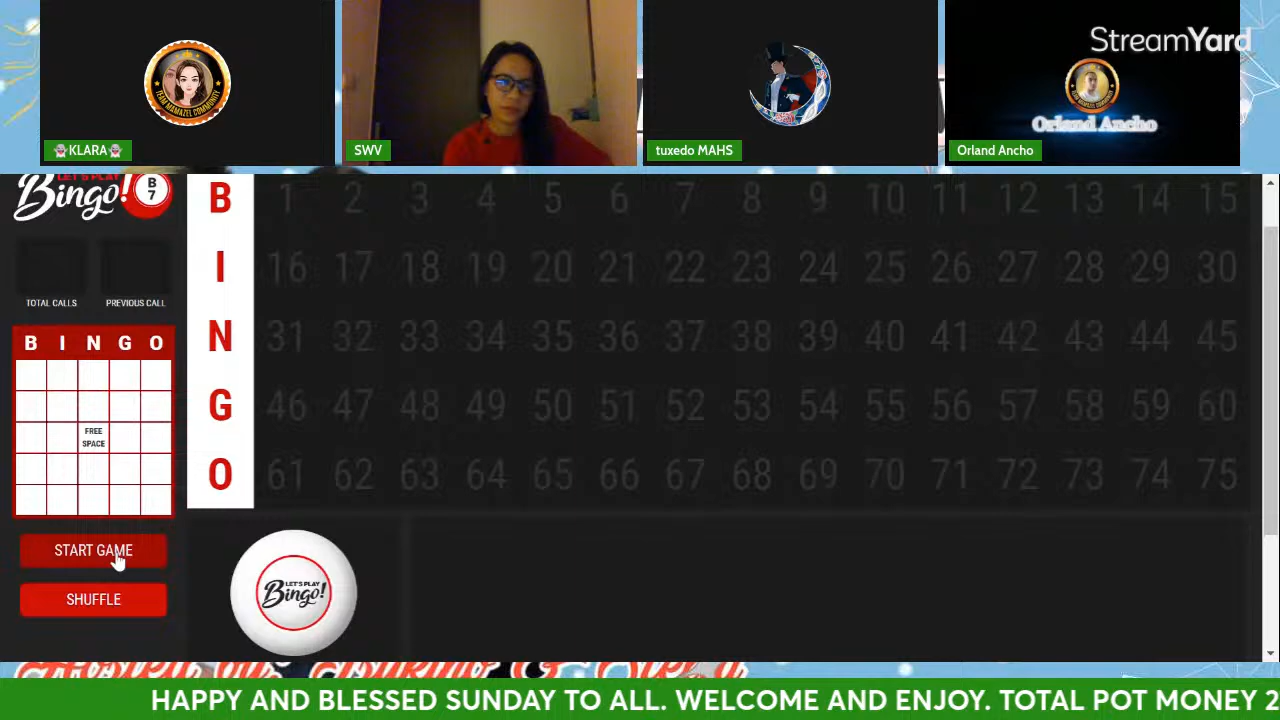 StreamYard
TEAM MAMAZEL COMMUNITY
Orland Ancho
👻KLARA👻
SWV
tuxedo MAHS
Orland Ancho
LET'S PLAY
Bingo!
B
7
TOTAL CALLS
PREVIOUS CALL
B I N G O
FREE
SPACE
START GAME
SHUFFLE
B 1 2 3 4 5 6 7 8 9 10 11 12 13 14 15
I 16 17 18 19 20 21 22 23 24 25 26 27 28 29 30
N 31 32 33 34 35 36 37 38 39 40 41 42 43 44 45
G 46 47 48 49 50 51 52 53 54 55 56 57 58 59 60
O 61 62 63 64 65 66 67 68 69 70 71 72 73 74 75
LET'S PLAY
Bingo!
HAPPY AND BLESSED SUNDAY TO ALL. WELCOME AND ENJOY. TOTAL POT MONEY 2